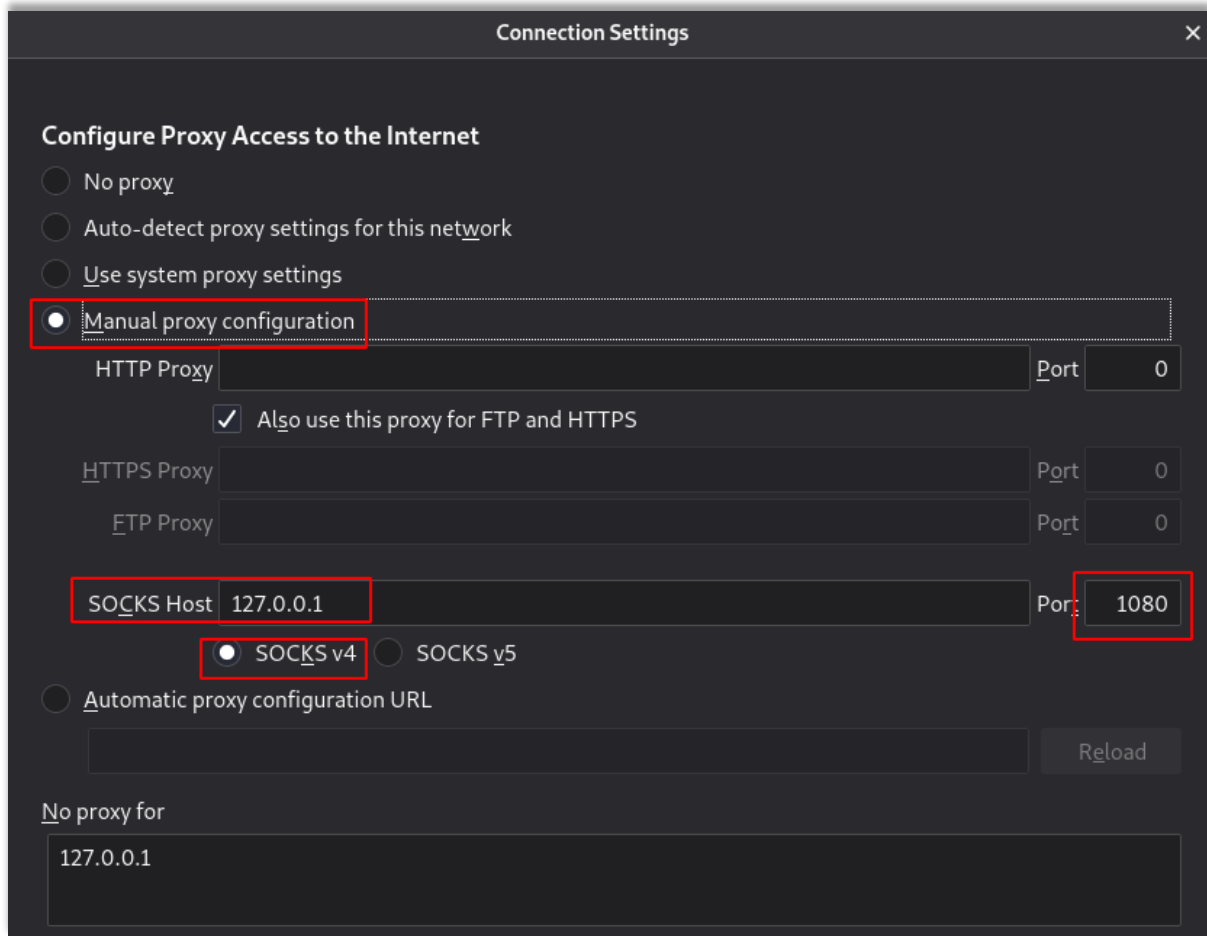 Connection Settings ×
Configure Proxy Access to the Internet
No proxy
Auto-detect proxy settings for this network
Use system proxy settings
Manual proxy configuration
HTTP Proxy Port 0
Also use this proxy for FTP and HTTPS
HTTPS Proxy Port 0
FTP Proxy Port 0
SOCKS Host 127.0.0.1 Port 1080
SOCKS v4 SOCKS v5
Automatic proxy configuration URL
Reload
No proxy for
127.0.0.1